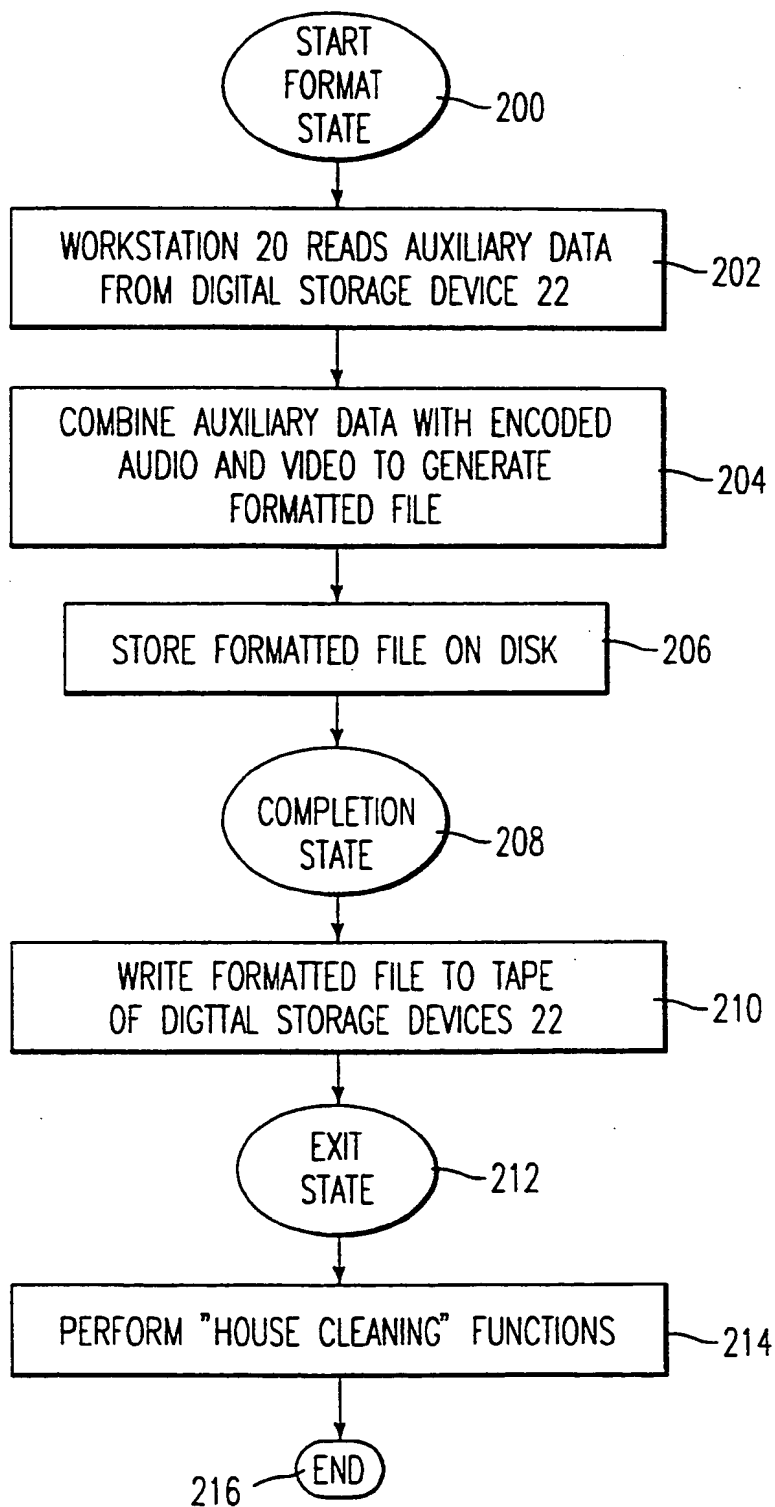 START
FORMAT
STATE
200
WORKSTATION 20 READS AUXILIARY DATA
FROM DIGITAL STORAGE DEVICE 22
202
COMBINE AUXILIARY DATA WITH ENCODED
AUDIO AND VIDEO TO GENERATE
FORMATTED FILE
204
STORE FORMATTED FILE ON DISK
206
COMPLETION
STATE
208
WRITE FORMATTED FILE TO TAPE
OF DIGTTAL STORAGE DEVICES 22
210
EXIT
STATE
212
PERFORM "HOUSE CLEANING" FUNCTIONS
214
END
216